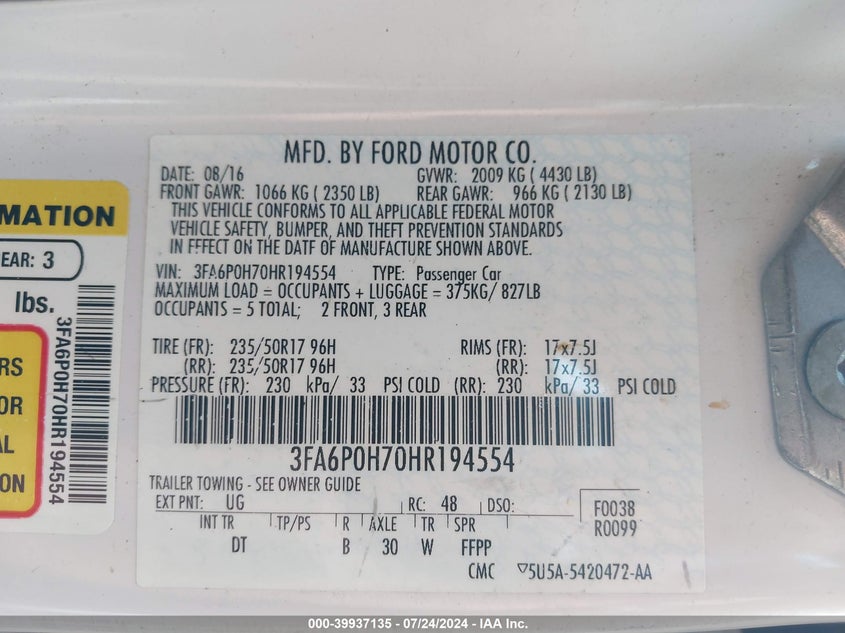 MFD. BY FORD MOTOR CO.
DATE: 08/16 GVWR: 2009 KG ( 4430 LB)
FRONT GAWR: 1066 KG ( 2350 LB) REAR GAWR: 966 KG ( 2130 LB)
THIS VEHICLE CONFORMS TO ALL APPLICABLE FEDERAL MOTOR
VEHICLE SAFETY, BUMPER, AND THEFT PREVENTION STANDARDS
IN EFFECT ON THE DATE OF MANUFACTURE SHOWN ABOVE.
VIN: 3FA6P0H70HR194554 TYPE: Passenger Car
MAXIMUM LOAD = OCCUPANTS + LUGGAGE = 375KG/ 827LB
OCCUPANTS = 5 TOTAL; 2 FRONT, 3 REAR
TIRE (FR): 235/50R17 96H RIMS (FR): 17x7.5J
(RR): 235/50R17 96H (RR): 17x7.5J
PRESSURE (FR): 230 kPa/ 33 PSI COLD (RR): 230 kPa/ 33 PSI COLD
3FA6P0H70HR194554
TRAILER TOWING - SEE OWNER GUIDE
EXT PNT: UG RC: 48 DSO:
F0038
R0099
INT TR TP/PS R AXLE TR SPR
DT B 30 W FFPP
CMC ▽5U5A-5420472-AA
MATION
EAR: 3
lbs.
RS
OR
AL
ON
3FA6P0H70HR194554
000-39937135 - 07/24/2024 - IAA Inc.